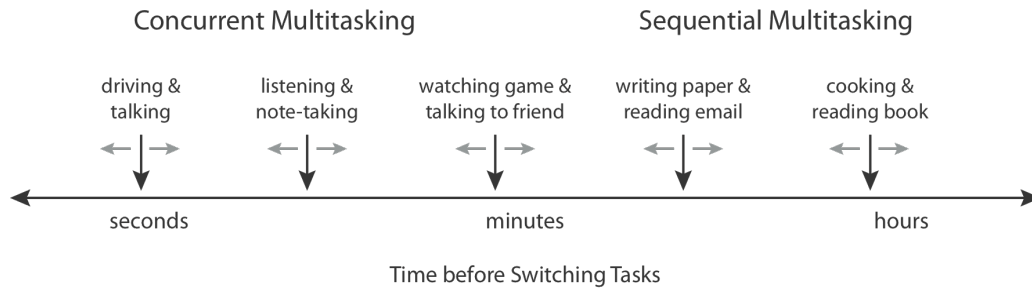 Concurrent Multitasking
Sequential Multitasking
driving &
talking
listening &
note-taking
watching game &
talking to friend
writing paper &
reading email
cooking &
reading book
seconds
minutes
hours
Time before Switching Tasks